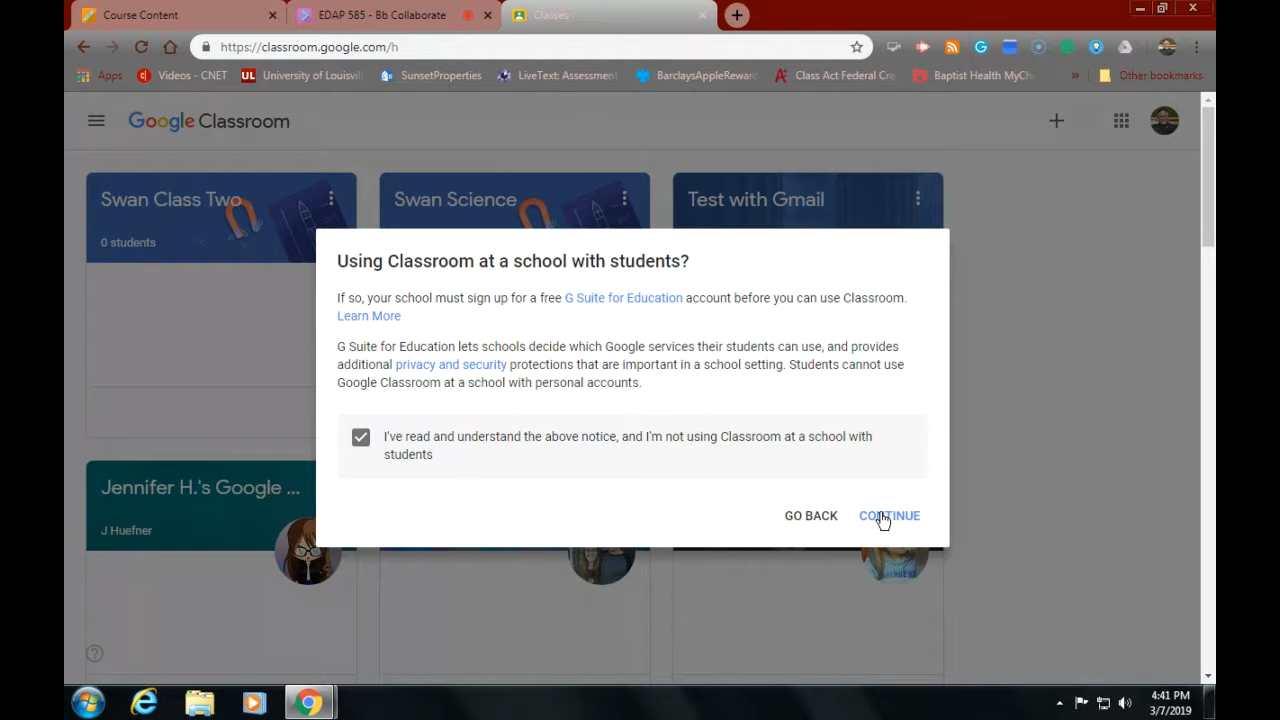 Course Content
EDAP 585 - Bb Collaborate
Classes
https://classroom.google.com/h
Apps
Videos - CNET
UL University of Louisvil
SunsetProperties
LiveText: Assessment
BarclaysAppleRewar
Class Act Federal Cre
Baptist Health MyCh
»
Other bookmarks
Google Classroom
Swan Class Two
0 students
Swan Science
Test with Gmail
Using Classroom at a school with students?
If so, your school must sign up for a free G Suite for Education account before you can use Classroom.
Learn More
G Suite for Education lets schools decide which Google services their students can use, and provides
additional privacy and security protections that are important in a school setting. Students cannot use
Google Classroom at a school with personal accounts.
I've read and understand the above notice, and I'm not using Classroom at a school with
students
GO BACK
CONTINUE
Jennifer H.'s Google ...
J Huefner
4:41 PM
3/7/2019